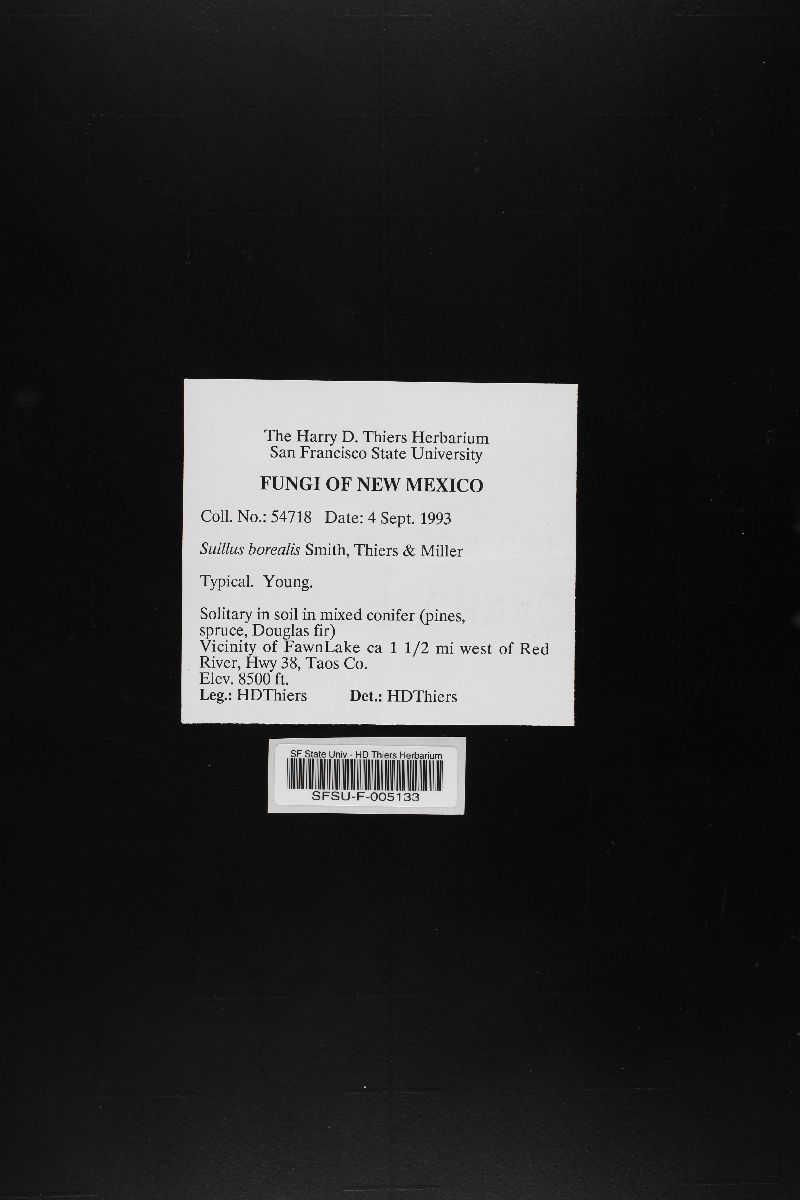 The Harry D. Thiers Herbarium
San Francisco State University
FUNGI OF NEW MEXICO
Coll. No.: 54718 Date: 4 Sept. 1993
Suillus borealis Smith, Thiers & Miller
Typical. Young.
Solitary in soil in mixed conifer (pines,
spruce, Douglas fir)
Vicinity of FawnLake ca 1 1/2 mi west of Red
River, Hwy 38, Taos Co.
Elev. 8500 ft.
Leg.: HDThiers Det.: HDThiers
SF State Univ - HD Thiers Herbarium
SFSU-F-005133